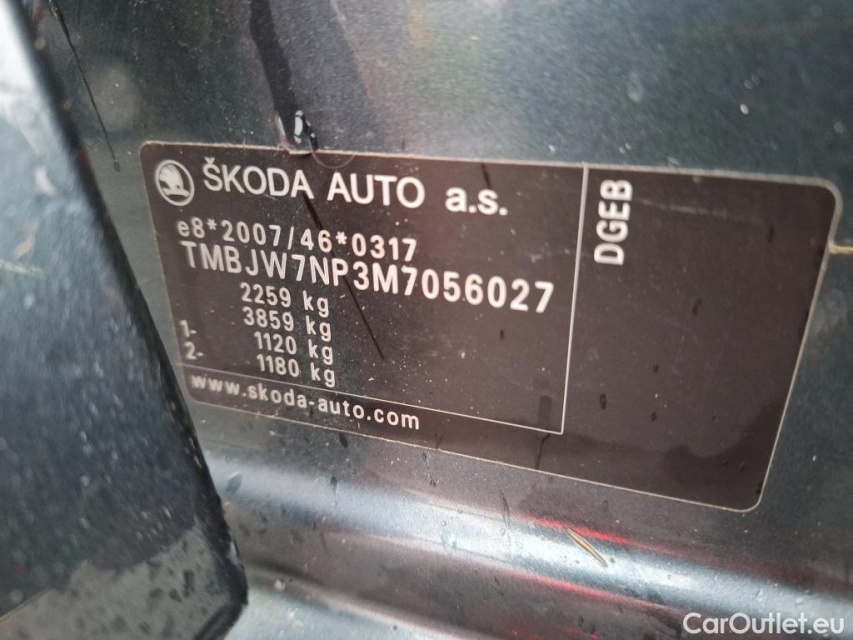 ŠKODA AUTO a.s.
e8*2007/46*0317
TMBJW7NP3M7056027
2259 kg
3859 kg
1- 1120 kg
2- 1180 kg
www.skoda-auto.com
DGEB
CarOutlet.eu